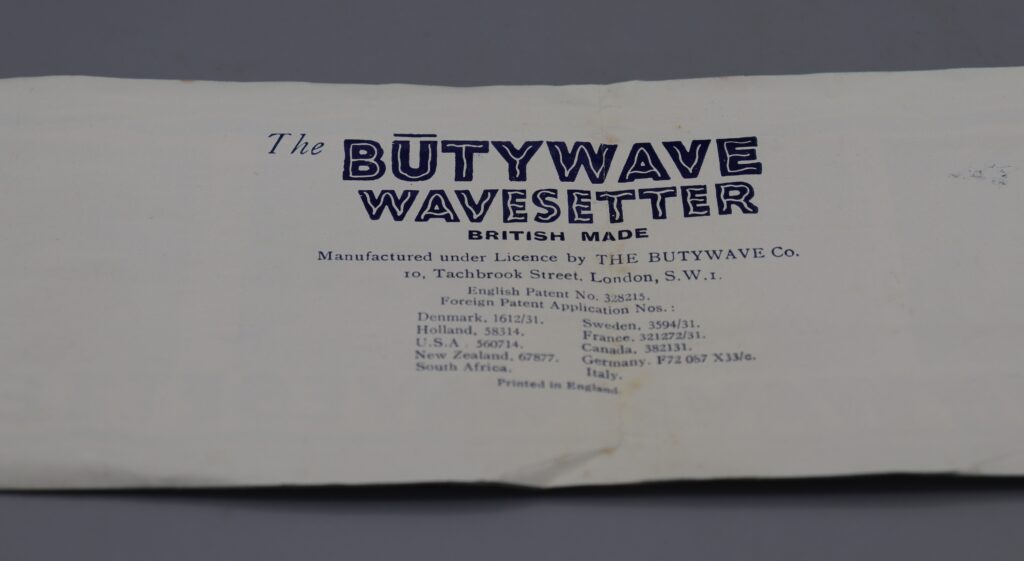 The BŪTYWAVE
WAVESETTER
BRITISH MADE
Manufactured under Licence by THE BUTYWAVE Co.
10, Tachbrook Street, London, S.W.1.
English Patent No. 328215.
Foreign Patent Application Nos.:
Denmark, 1612/31. Sweden, 3594/31.
Holland, 58314. France, 321272/31.
U.S.A. 560714. Canada, 382131.
New Zealand, 67877. Germany, F72 067 X33/c.
South Africa. Italy.
Printed in England.